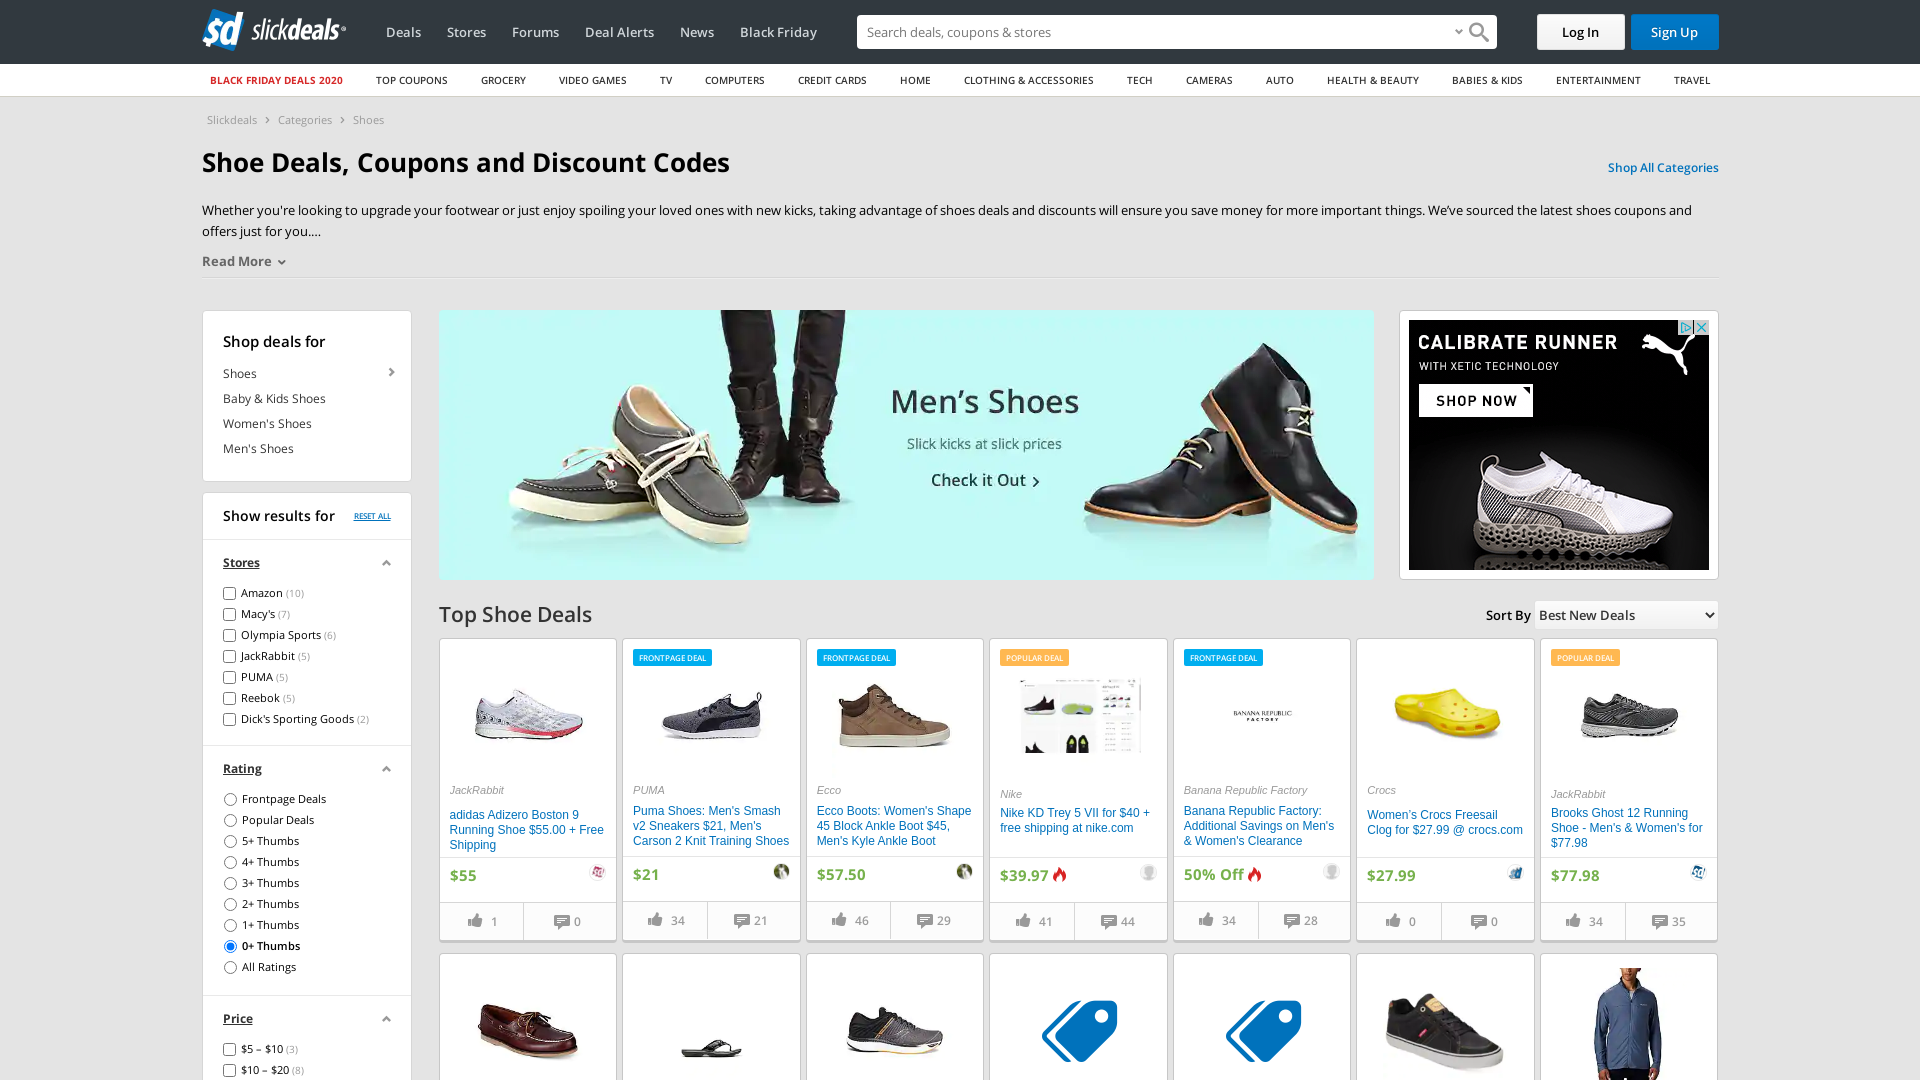 slickdeals
Deals Stores Forums Deal Alerts News Black Friday
Search deals, coupons & stores
Log In Sign Up
BLACK FRIDAY DEALS 2020 TOP COUPONS GROCERY VIDEO GAMES TV COMPUTERS CREDIT CARDS HOME CLOTHING & ACCESSORIES TECH CAMERAS AUTO HEALTH & BEAUTY BABIES & KIDS ENTERTAINMENT TRAVEL
Slickdeals > Categories > Shoes
Shoe Deals, Coupons and Discount Codes
Shop All Categories
Whether you're looking to upgrade your footwear or just enjoy spoiling your loved ones with new kicks, taking advantage of shoes deals and discounts will ensure you save money for more important things. We’ve sourced the latest shoes coupons and
offers just for you....
Read More
Shop deals for
Shoes
Baby & Kids Shoes
Women's Shoes
Men's Shoes
Show results for RESET ALL
Stores
Amazon (10)
Macy's (7)
Olympia Sports (6)
JackRabbit (5)
PUMA (5)
Reebok (5)
Dick's Sporting Goods (2)
Rating
Frontpage Deals
Popular Deals
5+ Thumbs
4+ Thumbs
3+ Thumbs
2+ Thumbs
1+ Thumbs
0+ Thumbs
All Ratings
Price
$5 – $10 (3)
$10 – $20 (8)
Men’s Shoes
Slick kicks at slick prices
Check it Out >
CALIBRATE RUNNER
WITH XETIC TECHNOLOGY
SHOP NOW
Top Shoe Deals
Sort By Best New Deals
JackRabbit
adidas Adizero Boston 9
Running Shoe $55.00 + Free
Shipping
$55
1 0
FRONTPAGE DEAL
PUMA
Puma Shoes: Men's Smash
v2 Sneakers $21, Men's
Carson 2 Knit Training Shoes
$21
34 21
FRONTPAGE DEAL
Ecco
Ecco Boots: Women's Shape
45 Block Ankle Boot $45,
Men's Kyle Ankle Boot
$57.50
46 29
POPULAR DEAL
Nike
Nike KD Trey 5 VII for $40 +
free shipping at nike.com
$39.97
41 44
FRONTPAGE DEAL
BANANA REPUBLIC
FACTORY
Banana Republic Factory
Banana Republic Factory:
Additional Savings on Men's
& Women's Clearance
50% Off
34 28
Crocs
Women’s Crocs Freesail
Clog for $27.99 @ crocs.com
$27.99
0 0
POPULAR DEAL
JackRabbit
Brooks Ghost 12 Running
Shoe - Men's & Women's for
$77.98
$77.98
34 35